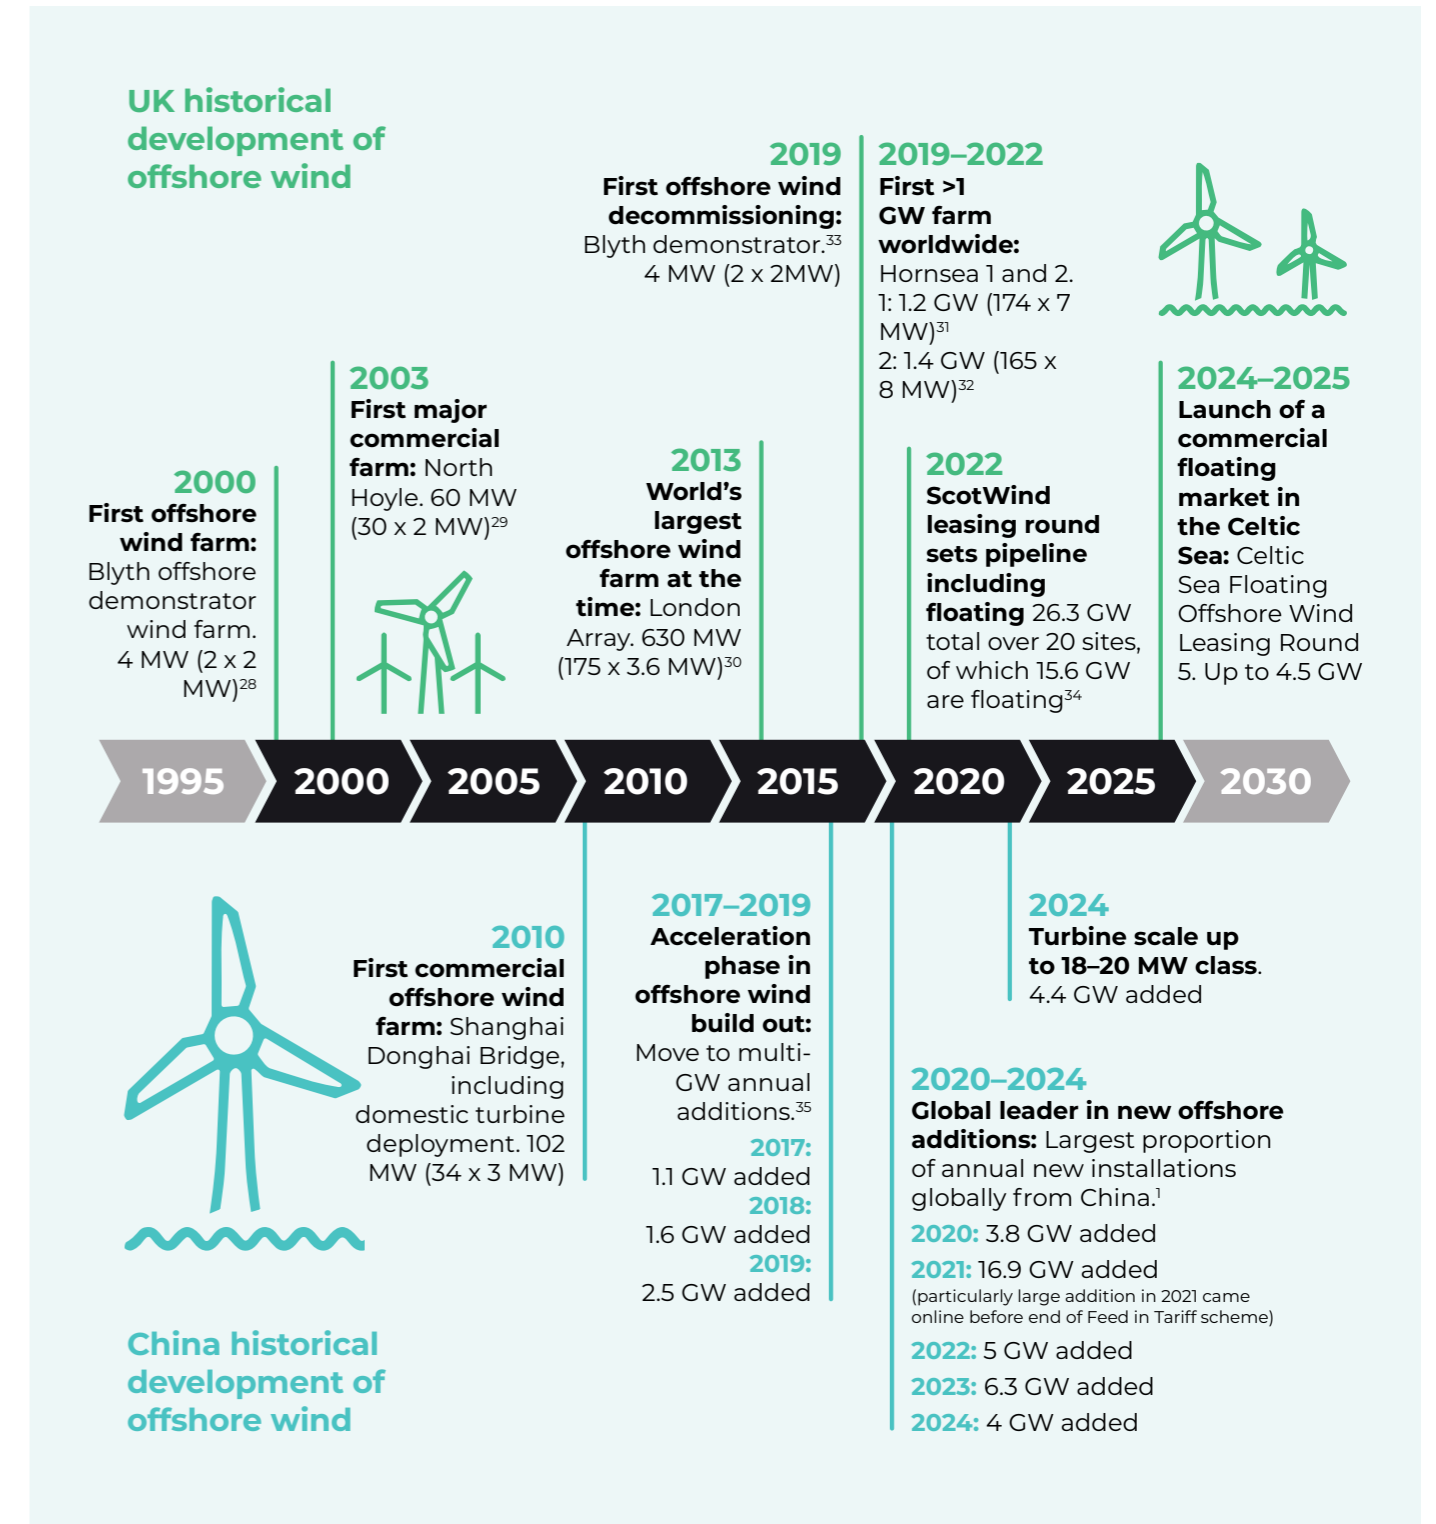 UK historical
development of
offshore wind
2000
First offshore
wind farm:
Blyth offshore
demonstrator
wind farm.
4 MW (2 x 2
MW)28
2003
First major
commercial
farm: North
Hoyle. 60 MW
(30 x 2 MW)29
2013
World’s
largest
offshore wind
farm at the
time: London
Array. 630 MW
(175 x 3.6 MW)30
2019
First offshore wind
decommissioning:
Blyth demonstrator.33
4 MW (2 x 2MW)
2019–2022
First >1
GW farm
worldwide:
Hornsea 1 and 2.
1: 1.2 GW (174 x 7
MW)31
2: 1.4 GW (165 x
8 MW)32
2022
ScotWind
leasing round
sets pipeline
including
floating 26.3 GW
total over 20 sites,
of which 15.6 GW
are floating34
2024–2025
Launch of a
commercial
floating
market in
the Celtic
Sea: Celtic
Sea Floating
Offshore Wind
Leasing Round
5. Up to 4.5 GW
1995
2000
2005
2010
2015
2020
2025
2030
2010
First commercial
offshore wind
farm: Shanghai
Donghai Bridge,
including
domestic turbine
deployment. 102
MW (34 x 3 MW)
2017–2019
Acceleration
phase in
offshore wind
build out:
Move to multi-
GW annual
additions.35
2017:
1.1 GW added
2018:
1.6 GW added
2019:
2.5 GW added
2024
Turbine scale up
to 18–20 MW class.
4.4 GW added
2020–2024
Global leader in new offshore
additions: Largest proportion
of annual new installations
globally from China.1
2020: 3.8 GW added
2021: 16.9 GW added
(particularly large addition in 2021 came
online before end of Feed in Tariff scheme)
2022: 5 GW added
2023: 6.3 GW added
2024: 4 GW added
China historical
development of
offshore wind